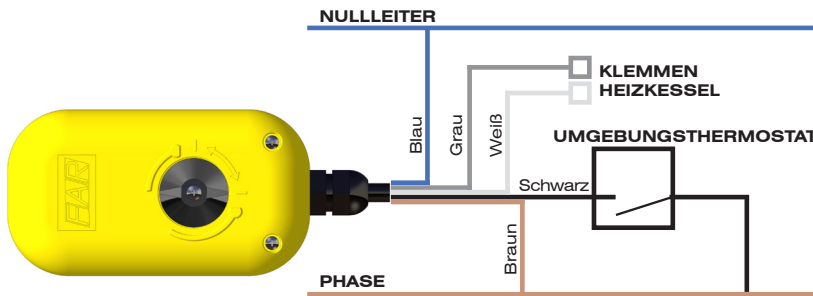 NULLLEITER
KLEMMEN
HEIZKESSEL
Blau
Grau
Weiß
UMGEBUNGSTHERMOSTAT
Schwarz
FAR
Braun
PHASE